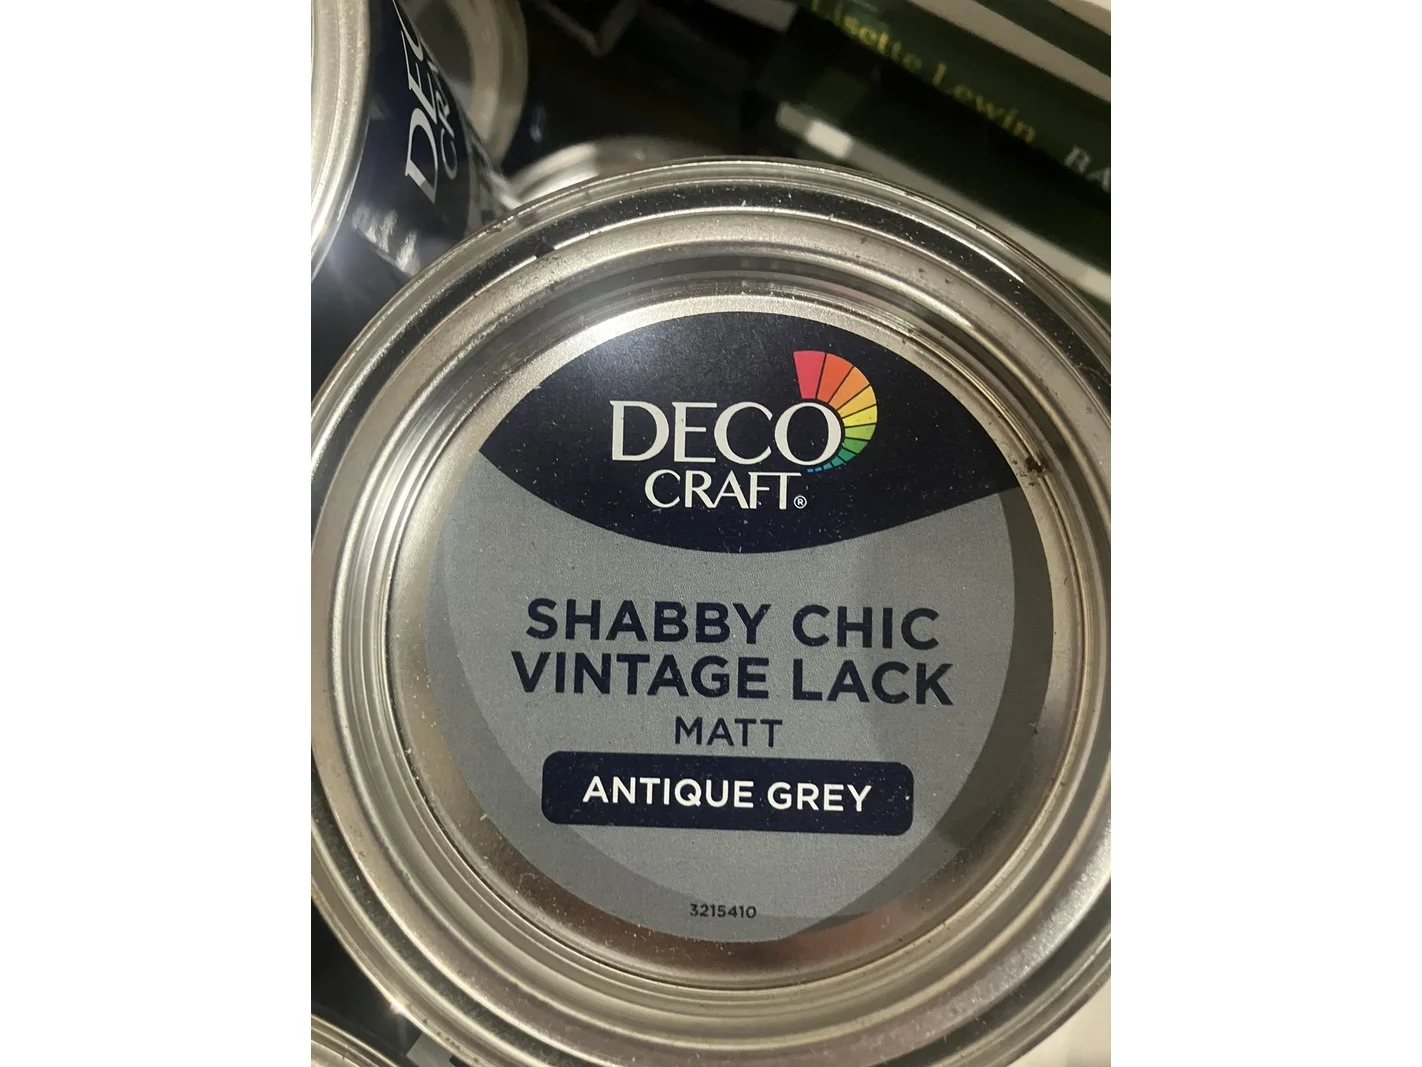 Lisette Lewin
DECO
CRAFT®
SHABBY CHIC
VINTAGE LACK
MATT
ANTIQUE GREY
3215410